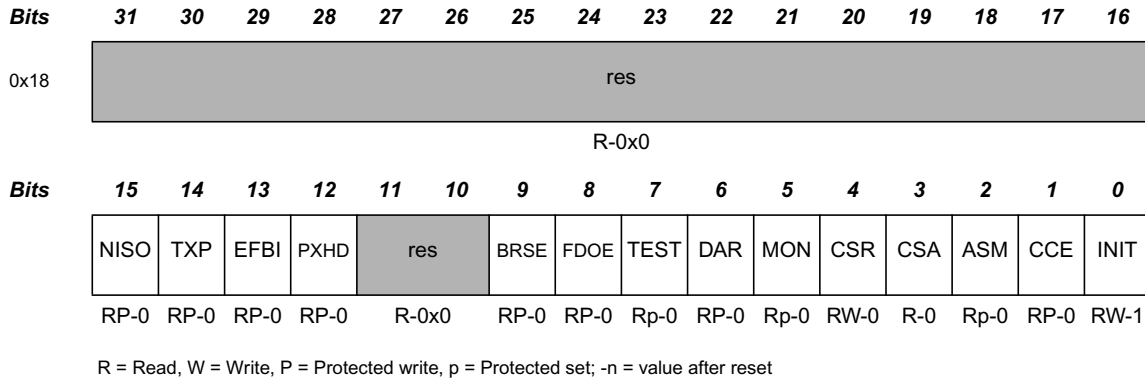 Bits 31 30 29 28 27 26 25 24 23 22 21 20 19 18 17 16
0x18 res
R-0x0
Bits 15 14 13 12 11 10 9 8 7 6 5 4 3 2 1 0
NISO TXP EFBI PXHD res BRSE FDOE TEST DAR MON CSR CSA ASM CCE INIT
RP-0 RP-0 RP-0 RP-0 R-0x0 RP-0 RP-0 Rp-0 RP-0 Rp-0 RW-0 R-0 Rp-0 RP-0 RW-1
R = Read, W = Write, P = Protected write, p = Protected set; -n = value after reset